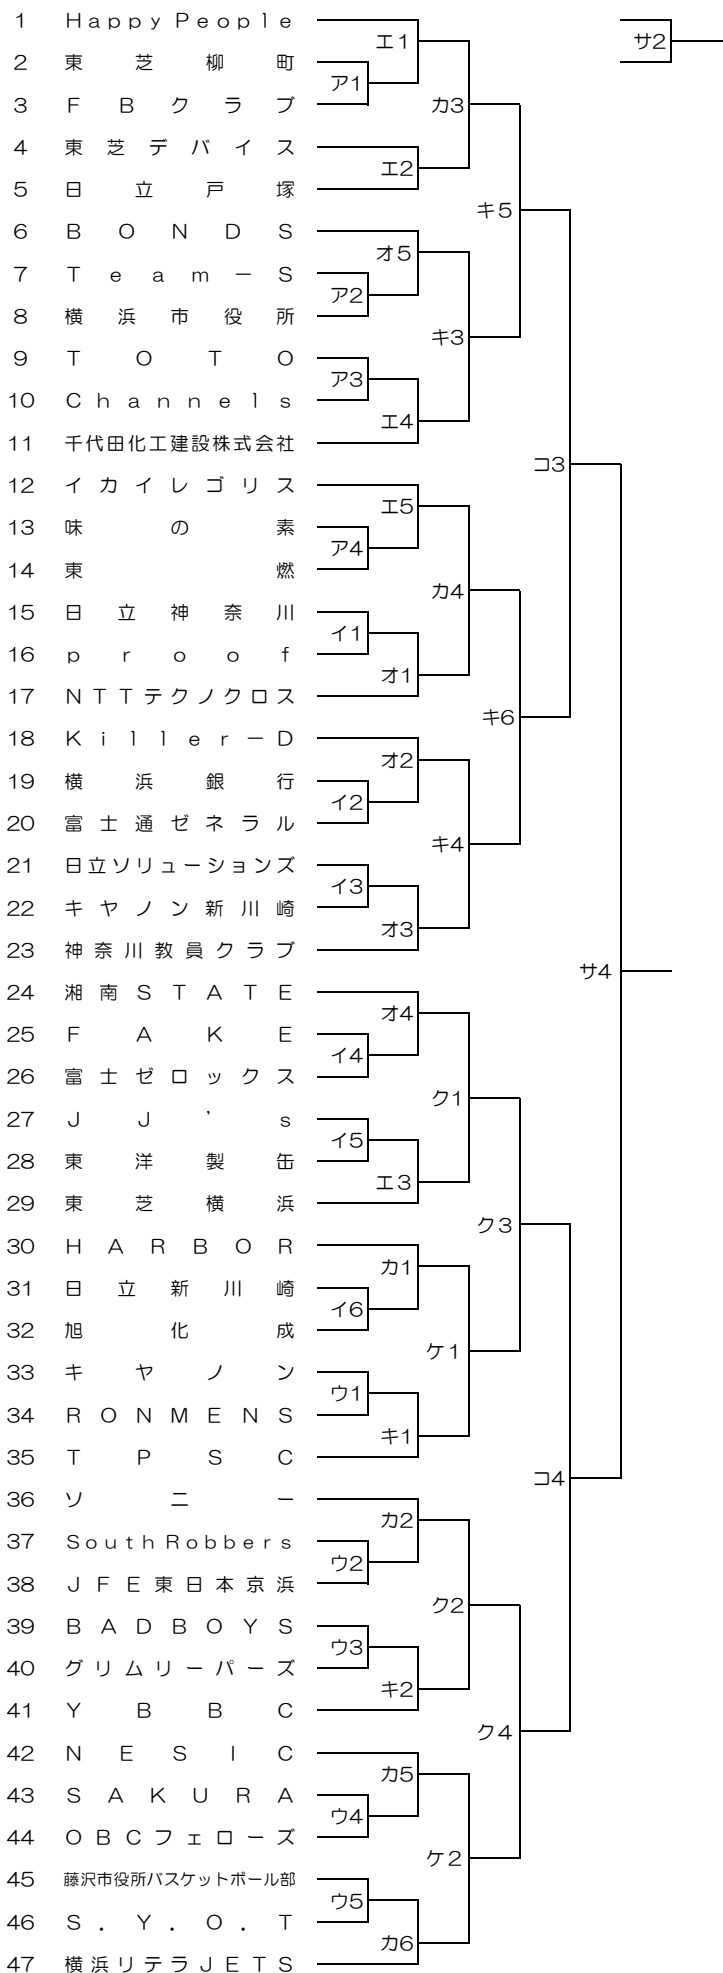 1 Happy People
エ1
サ2
2 東芝柳町
ア1
3 FBクラブ
カ3
4 東芝デバイス
エ2
5 日立戸塚
キ5
6 BONDS
オ5
7 Team－S
ア2
8 横浜市役所
キ3
9 TOTO
ア3
10 Channels
エ4
11 千代田化工建設株式会社
コ3
12 イカイレゴリス
エ5
13 味の素
ア4
14 東燃
カ4
15 日立神奈川
イ1
16 proof
オ1
17 NTTテクノクロス
キ6
18 Killer－D
オ2
19 横浜銀行
イ2
20 富士通ゼネラル
キ4
21 日立ソリューションズ
イ3
22 キヤノン新川崎
オ3
23 神奈川教員クラブ
サ4
24 湘南STATE
オ4
25 FAKE
イ4
26 富士ゼロックス
ク1
27 JJ’s
イ5
28 東洋製缶
エ3
29 東芝横浜
ク3
30 HARBOR
カ1
31 日立新川崎
イ6
32 旭化成
ケ1
33 キヤノン
ウ1
34 RONMENS
キ1
35 TPSC
コ4
36 ソニー
カ2
37 South Robbers
ウ2
38 JFE東日本京浜
ク2
39 BADBOYS
ウ3
40 グリムリーパーズ
キ2
41 YBBC
ク4
42 NESIC
カ5
43 SAKURA
ウ4
44 OBCフェローズ
ケ2
45 藤沢市役所バスケットボール部
ウ5
46 S．Y．O．T
カ6
47 横浜リテラJETS